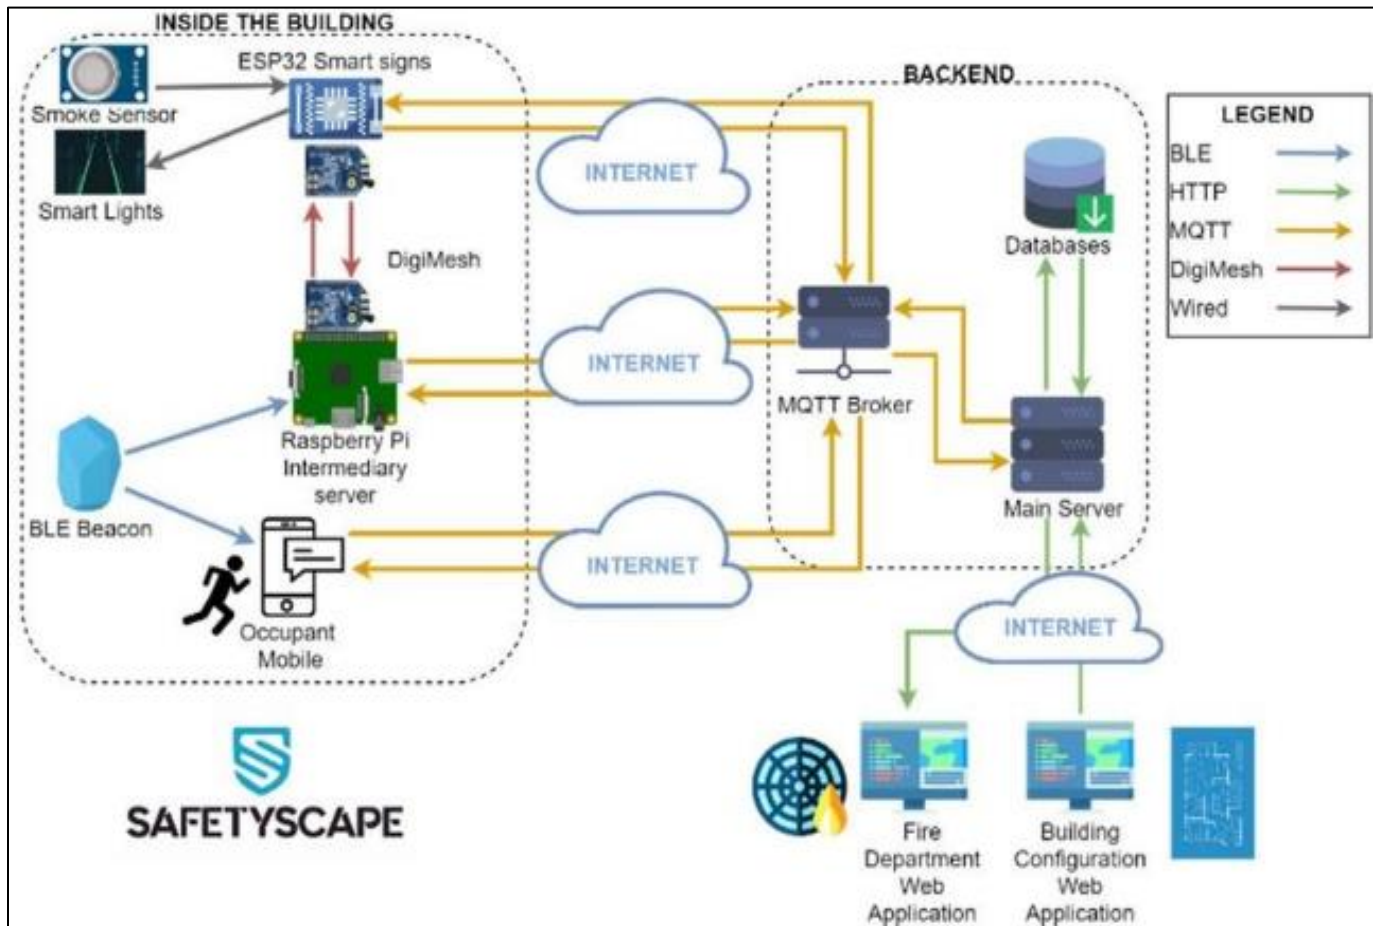 INSIDE THE BUILDING
ESP32 Smart signs
Smoke Sensor
Smart Lights
DigiMesh
Raspberry Pi
Intermediary
server
BLE Beacon
Occupant
Mobile
INTERNET
INTERNET
INTERNET
BACKEND
Databases
MQTT Broker
Main Server
INTERNET
LEGEND
BLE
HTTP
MQTT
DigiMesh
Wired
SAFETYSCAPE
Fire
Department
Web
Application
Building
Configuration
Web
Application